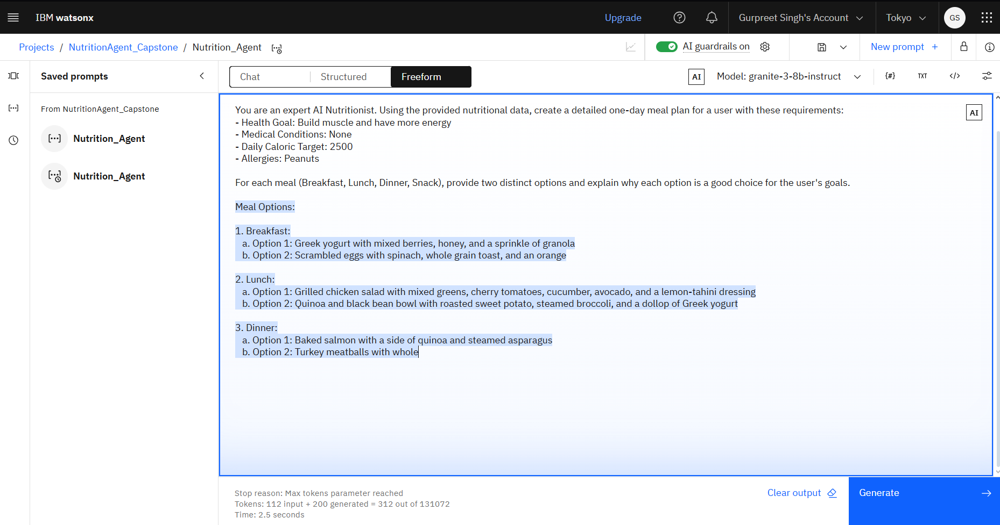 IBM watsonx
Upgrade
Gurpreet Singh's Account
Tokyo
GS
Projects / NutritionAgent_Capstone / Nutrition_Agent
AI guardrails on
New prompt +
Saved prompts
Chat
Structured
Freeform
AI
Model: granite-3-8b-instruct
{#}
TXT
</>
From NutritionAgent_Capstone
Nutrition_Agent
Nutrition_Agent
You are an expert AI Nutritionist. Using the provided nutritional data, create a detailed one-day meal plan for a user with these requirements:
AI
- Health Goal: Build muscle and have more energy
- Medical Conditions: None
- Daily Caloric Target: 2500
- Allergies: Peanuts
For each meal (Breakfast, Lunch, Dinner, Snack), provide two distinct options and explain why each option is a good choice for the user's goals.
Meal Options:
1. Breakfast:
a. Option 1: Greek yogurt with mixed berries, honey, and a sprinkle of granola
b. Option 2: Scrambled eggs with spinach, whole grain toast, and an orange
2. Lunch:
a. Option 1: Grilled chicken salad with mixed greens, cherry tomatoes, cucumber, avocado, and a lemon-tahini dressing
b. Option 2: Quinoa and black bean bowl with roasted sweet potato, steamed broccoli, and a dollop of Greek yogurt
3. Dinner:
a. Option 1: Baked salmon with a side of quinoa and steamed asparagus
b. Option 2: Turkey meatballs with whole
Stop reason: Max tokens parameter reached
Tokens: 112 input + 200 generated = 312 out of 131072
Time: 2.5 seconds
Clear output
Generate